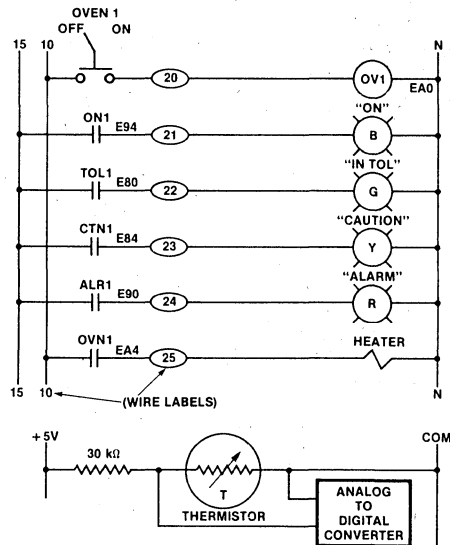 OVEN 1
OFF ON
15 10 N
20 OV1 EA0
"ON"
ON1 E94 21 B
"IN TOL"
TOL1 E80 22 G
"CAUTION"
CTN1 E84 23 Y
"ALARM"
ALR1 E90 24 R
HEATER
OVN1 EA4 25
15 10 (WIRE LABELS) N
+5V COM
30 kΩ
T
THERMISTOR
ANALOG
TO
DIGITAL
CONVERTER